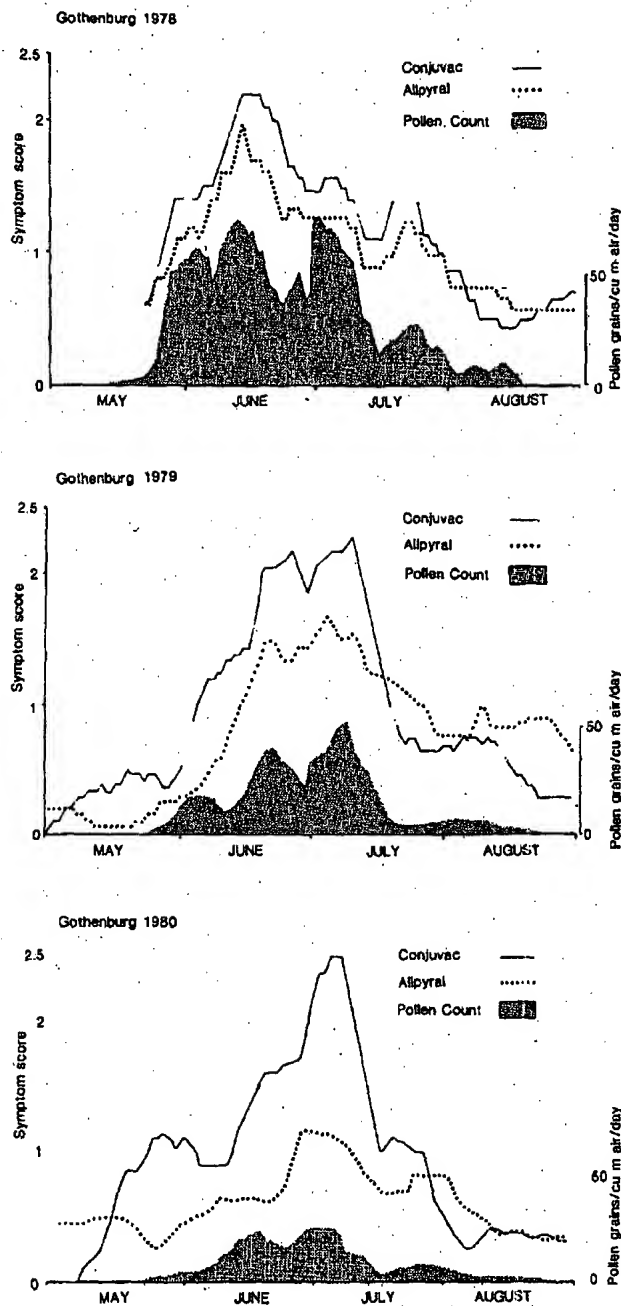 Gothenburg 1978
2.5
2
1
0
Symptom score
Conjuvac
Allpyral
Pollen Count
50
0
Pollen grains/cu m air/day
MAY JUNE JULY AUGUST
Gothenburg 1979
2.5
2
1
0
Symptom score
Conjuvac
Allpyral
Pollen Count
50
0
Pollen grains/cu m air/day
MAY JUNE JULY AUGUST
Gothenburg 1980
2.5
2
1
0
Symptom score
Conjuvac
Allpyral
Pollen Count
50
0
Pollen grains/cu m air/day
MAY JUNE JULY AUGUST